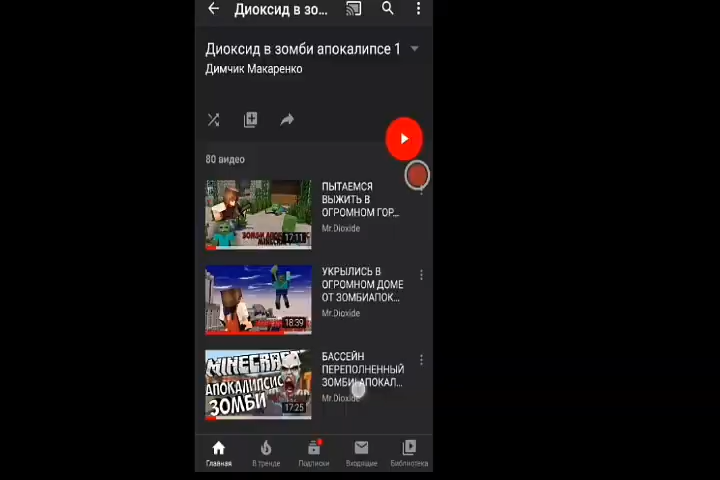 Диоксид в зо...
Диоксид в зомби апокалипсе 1
Димчик Макаренко
80 видео
ПЫТАЕМСЯ
ВЫЖИТЬ В
ОГРОМНОМ ГОР...
Mr.Dioxide
17:11
УКРЫЛИСЬ В
ОГРОМНОМ ДОМЕ
ОТ ЗОМБИАПОК...
Mr.Dioxide
18:39
БАССЕЙН
ПЕРЕПОЛНЕННЫЙ
ЗОМБИ! АПОКАЛ...
Mr.Dioxide
MINECRAFT
АПОКАЛИПСИС
ЗОМБИ
17:25
Главная
В тренде
Подписки
Входящие
Библиотека